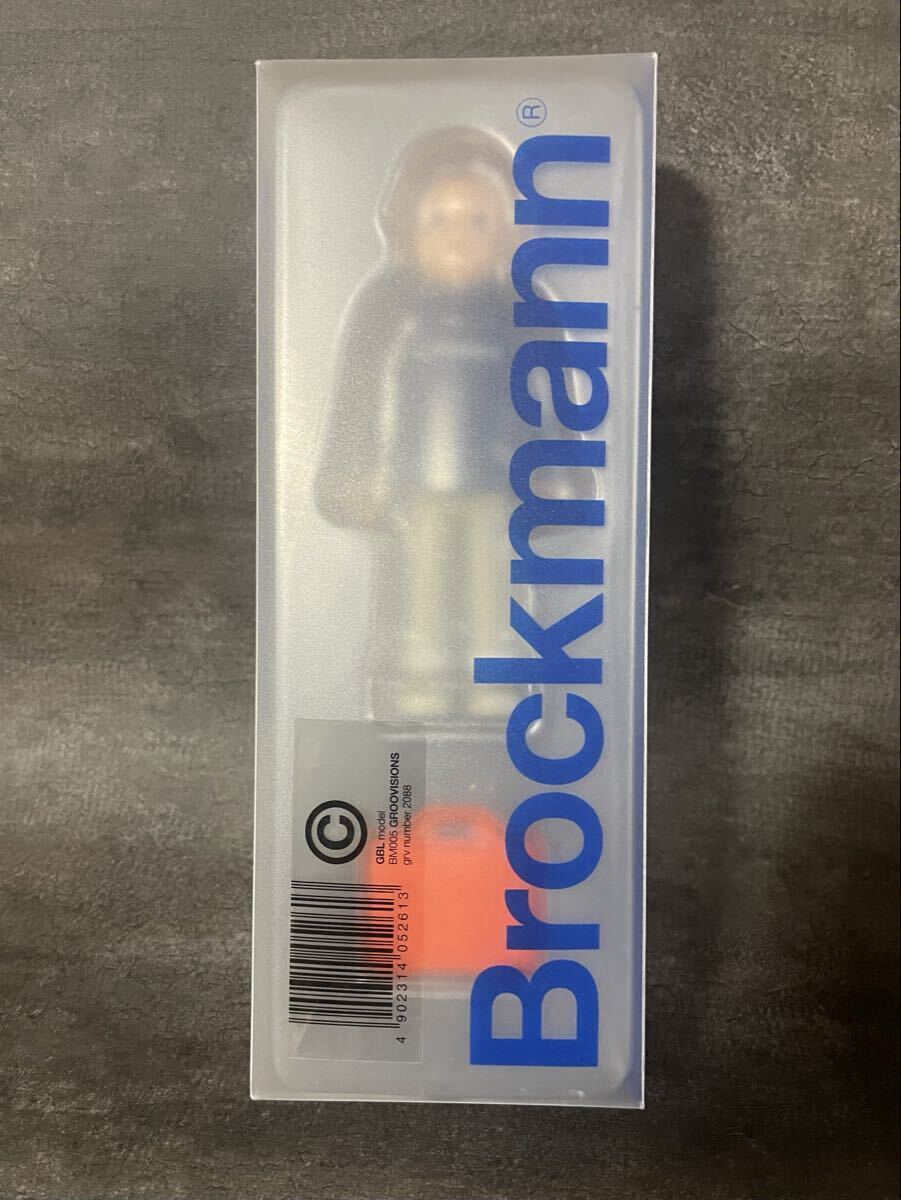 Brockmann®
©
GBL model
BM005 GROOVISIONS
grv number 2088
4 902314 052613